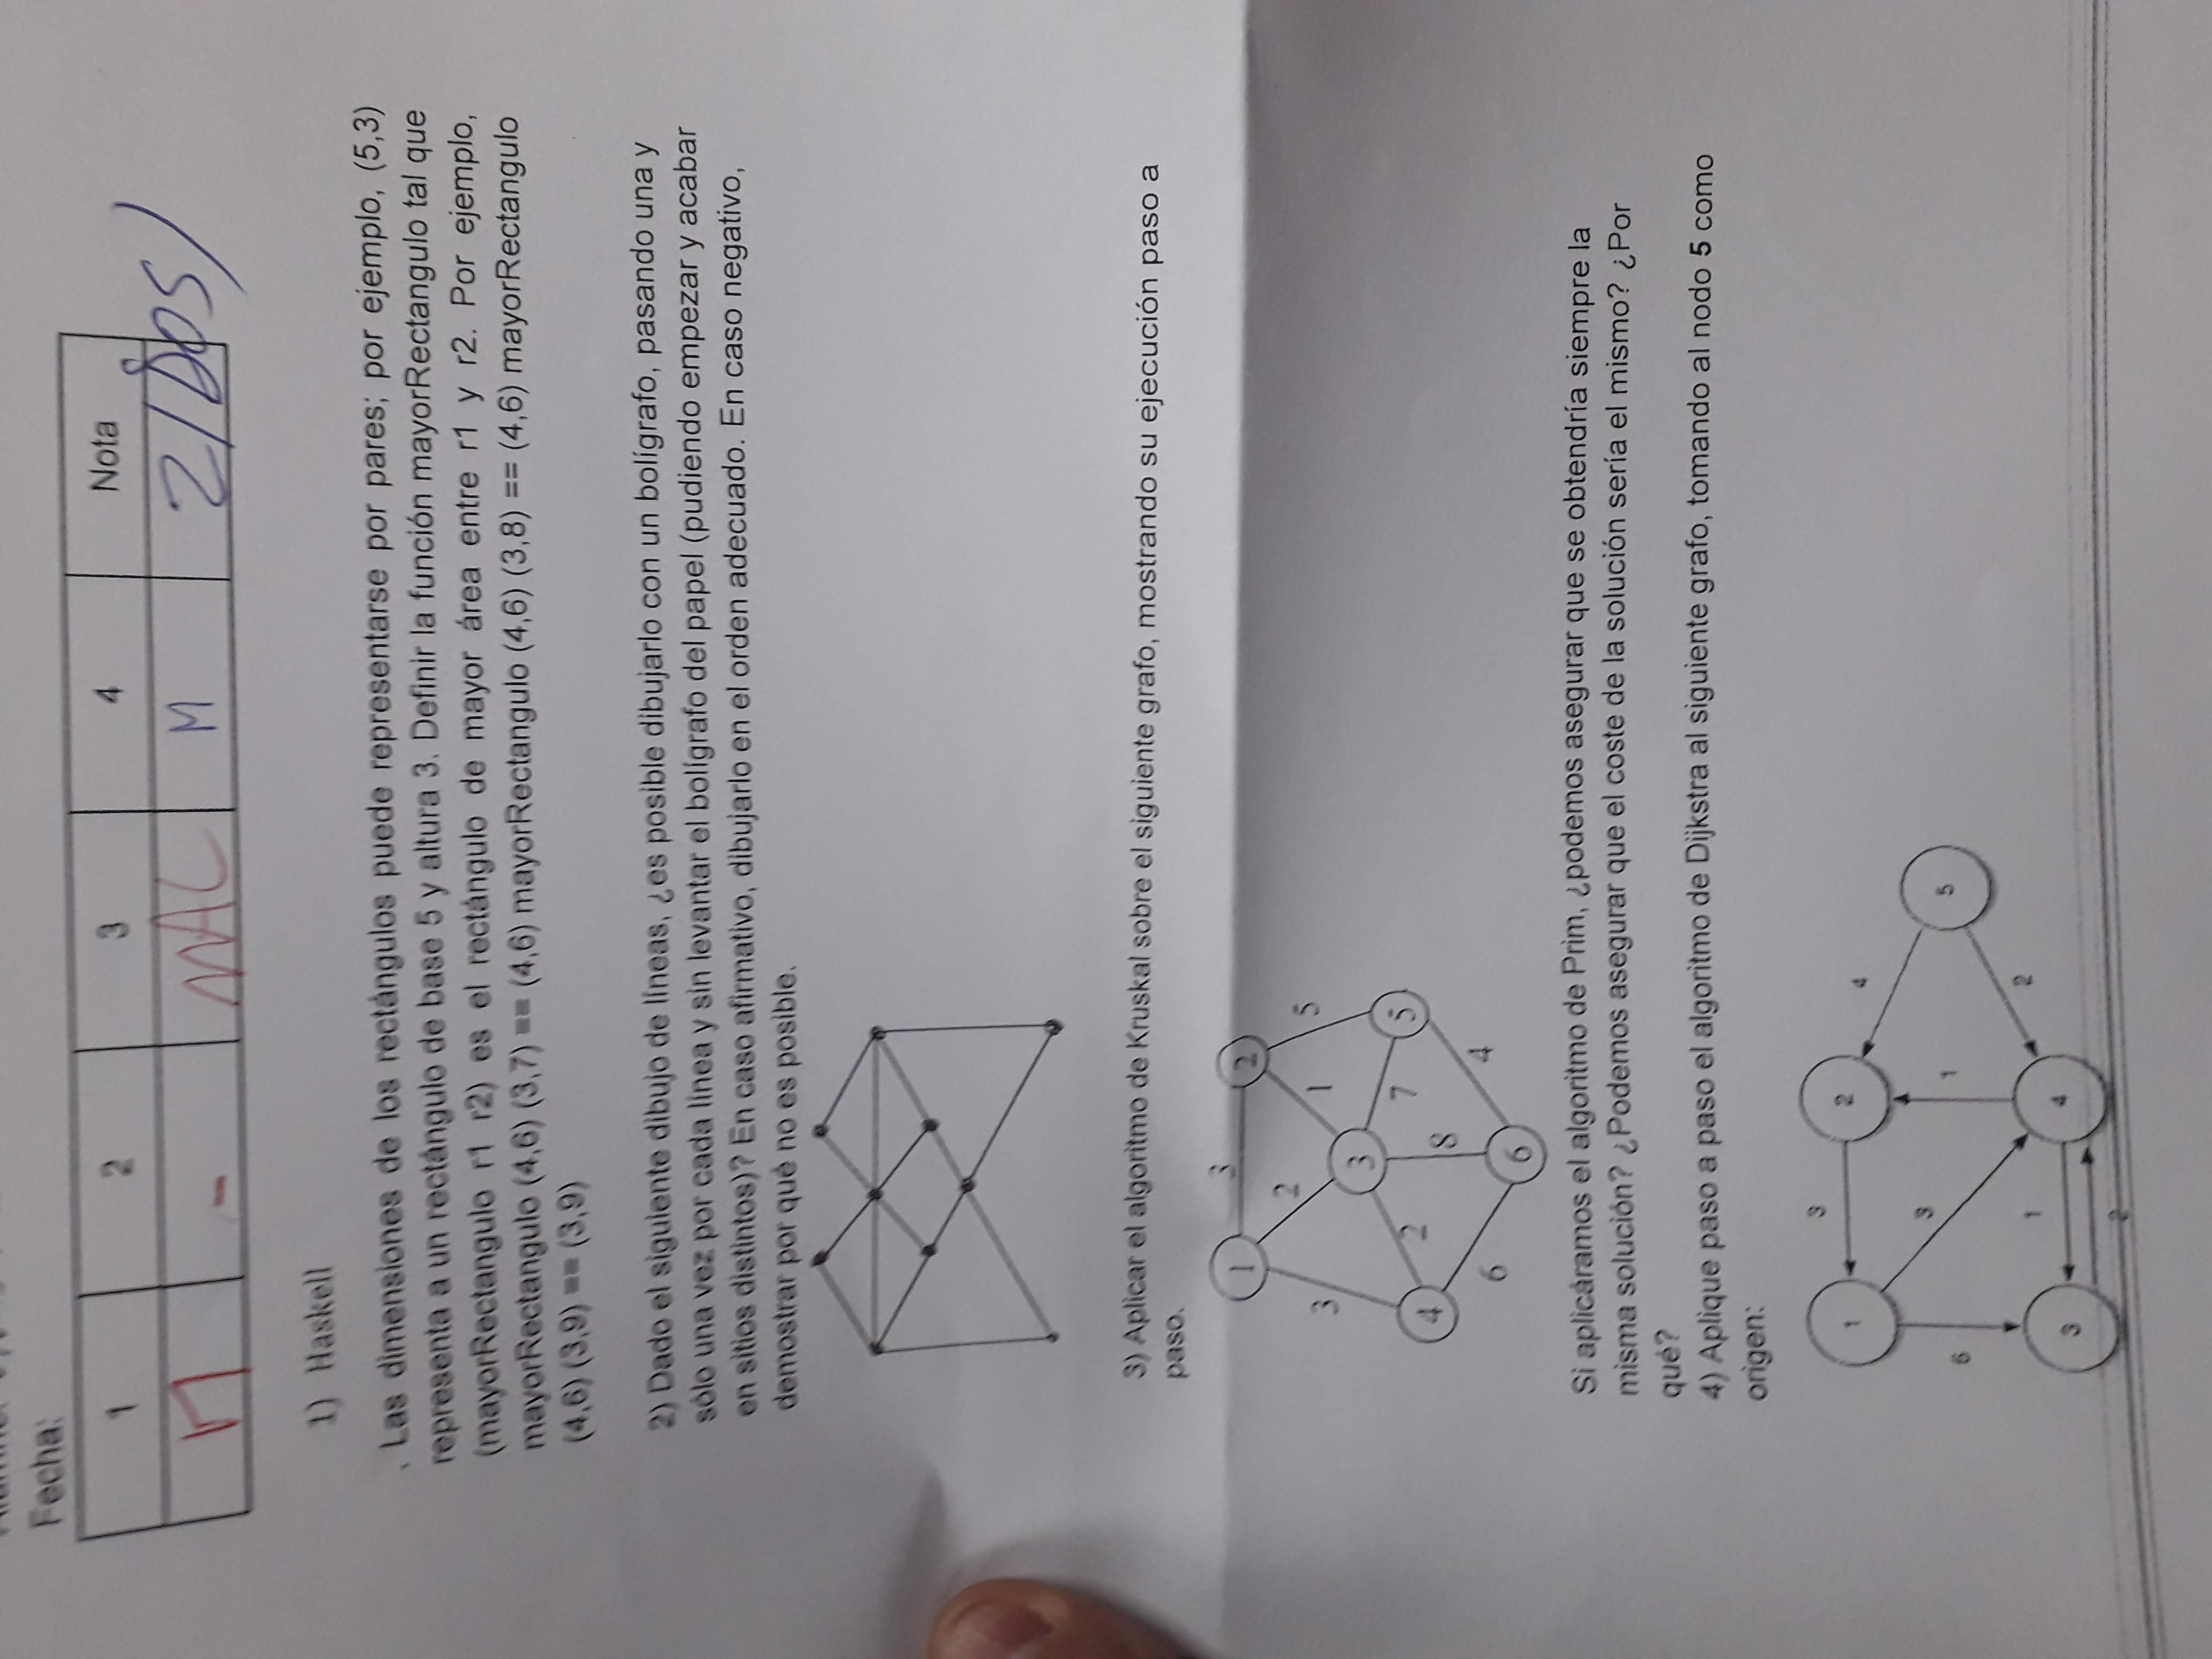 Fecha:
1 2 3 4 Nota
M - MAL M 2/DOS/
1) Haskell
. Las dimensiones de los rectángulos puede representarse por pares; por ejemplo, (5,3)
representa a un rectángulo de base 5 y altura 3. Definir la función mayorRectangulo tal que
(mayorRectangulo r1 r2) es el rectángulo de mayor área entre r1 y r2. Por ejemplo,
mayorRectangulo (4,6) (3,7) == (4,6) mayorRectangulo (4,6) (3,8) == (4,6) mayorRectangulo
(4,6) (3,9) == (3,9)
2) Dado el siguiente dibujo de líneas, ¿es posible dibujarlo con un bolígrafo, pasando una y
sólo una vez por cada línea y sin levantar el bolígrafo del papel (pudiendo empezar y acabar
en sitios distintos)? En caso afirmativo, dibujarlo en el orden adecuado. En caso negativo,
demostrar por qué no es posible.
3) Aplicar el algoritmo de Kruskal sobre el siguiente grafo, mostrando su ejecución paso a
paso.
3
1 2
2
3 1 5
3
7 5
4 2
8
6 4
6
Si aplicáramos el algoritmo de Prim, ¿podemos asegurar que se obtendría siempre la
misma solución? ¿Podemos asegurar que el coste de la solución sería el mismo? ¿Por
qué?
4) Aplique paso a paso el algoritmo de Dijkstra al siguiente grafo, tomando al nodo 5 como
origen:
3
1 2 4
3
6 1 5
1 2
3 4
2